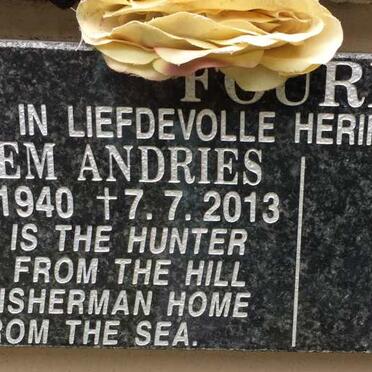 FOUR
IN LIEFDEVOLLE HERI
EM ANDRIES
1940 †7.7.2013
IS THE HUNTER
FROM THE HILL
ISHERMAN HOME
ROM THE SEA.